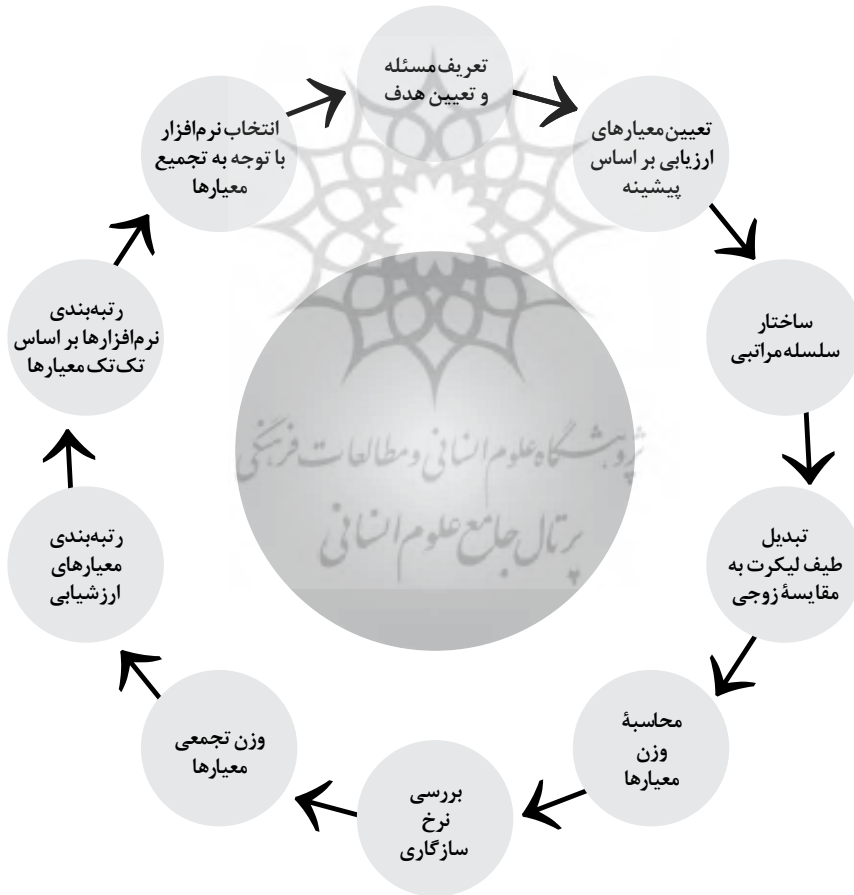 تعریف مسئله
و تعیین هدف
تعیین معیارهای
ارزیابی بر اساس
پیشینه
ساختار
سلسله‌مراتبی
تبدیل
طیف لیکرت به
مقایسهٔ زوجی
محاسبهٔ
وزن
معیارها
بررسی
نرخ
سازگاری
وزن تجمعی
معیارها
رتبه‌بندی
معیارهای
ارزشیابی
رتبه‌بندی
نرم‌افزارها بر اساس
تک‌تک معیارها
انتخاب نرم‌افزار
با توجه به تجمیع
معیارها
پژوهشگاه علوم انسانی و مطالعات فرهنگی
پرتال جامع علوم انسانی